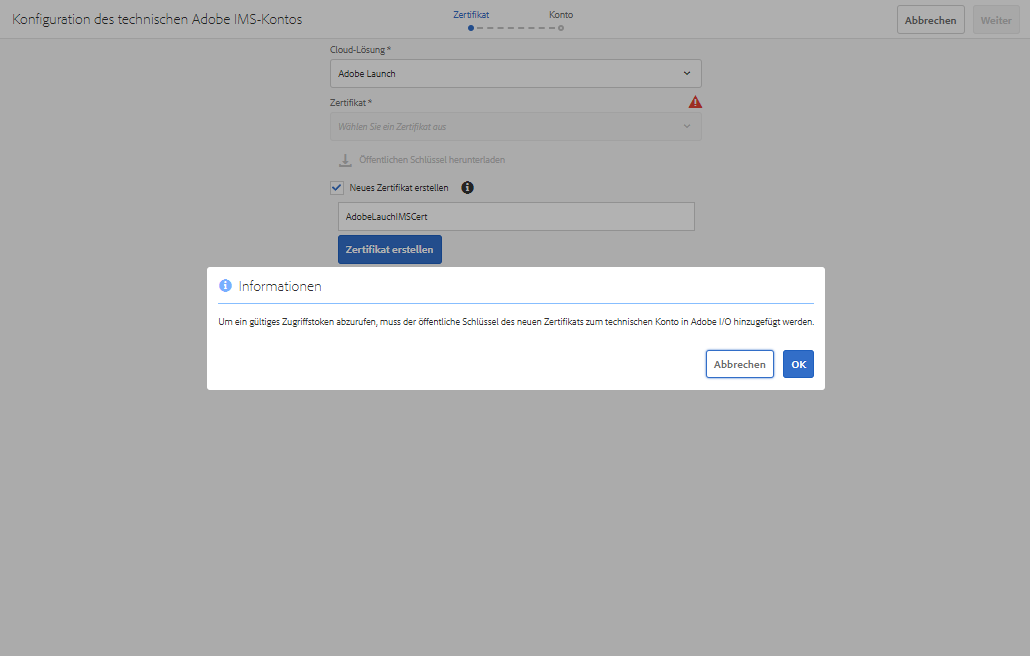 Konfiguration des technischen Adobe IMS-Kontos
Zertifikat
Konto
Abbrechen
Weiter
Cloud-Lösung *
Adobe Launch
Zertifikat *
Wählen Sie ein Zertifikat aus
Öffentlichen Schlüssel herunterladen
Neues Zertifikat erstellen
AdobeLauchIMSCert
Zertifikat erstellen
Informationen
Um ein gültiges Zugriffstoken abzurufen, muss der öffentliche Schlüssel des neuen Zertifikats zum technischen Konto in Adobe I/O hinzugefügt werden.
Abbrechen
OK